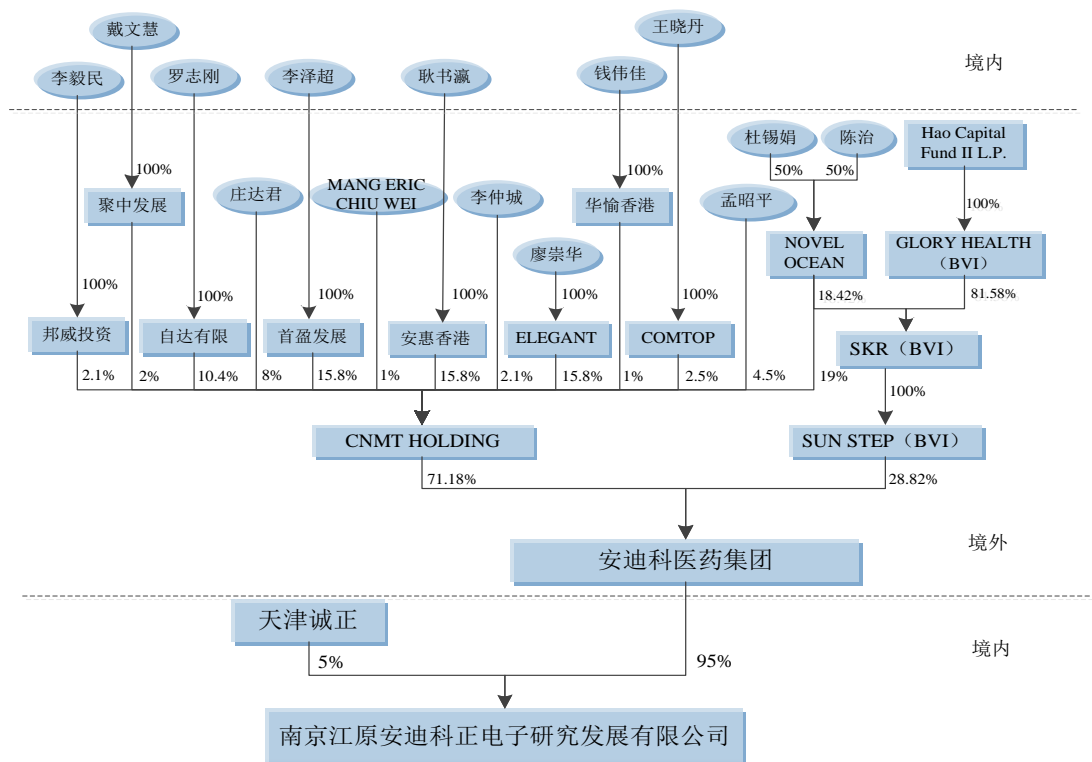 戴文慧
王晓丹
李毅民
罗志刚
李泽超
耿书瀛
钱伟佳
境内
杜锡娟
陈治
Hao Capital
Fund II L.P.
100%
100%
50%
50%
聚中发展
庄达君
MANG ERIC
CHIU WEI
李仲城
华愉香港
孟昭平
100%
NOVEL
OCEAN
GLORY HEALTH
（BVI）
廖崇华
100%
100%
100%
100%
100%
100%
18.42%
81.58%
邦威投资
自达有限
首盈发展
安惠香港
ELEGANT
COMTOP
SKR（BVI）
2.1%
2%
10.4%
8%
15.8%
1%
15.8%
2.1%
15.8%
1%
2.5%
4.5%
19%
100%
CNMT HOLDING
SUN STEP（BVI）
71.18%
28.82%
安迪科医药集团
境外
天津诚正
境内
5%
95%
南京江原安迪科正电子研究发展有限公司